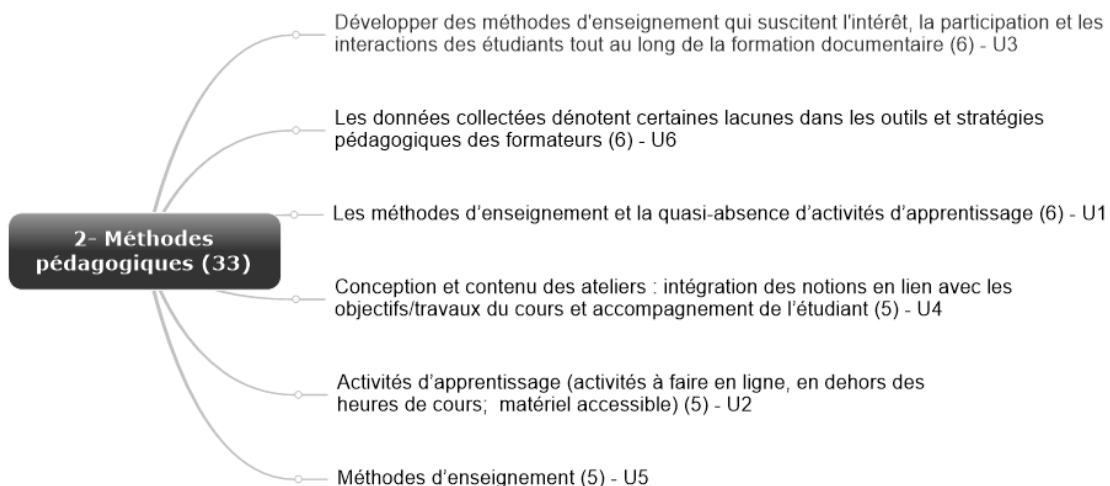 Développer des méthodes d'enseignement qui suscitent l'intérêt, la participation et les
interactions des étudiants tout au long de la formation documentaire (6) - U3
Les données collectées dénotent certaines lacunes dans les outils et stratégies
pédagogiques des formateurs (6) - U6
2- Méthodes
pédagogiques (33)
Les méthodes d’enseignement et la quasi-absence d’activités d’apprentissage (6) - U1
Conception et contenu des ateliers : intégration des notions en lien avec les
objectifs/travaux du cours et accompagnement de l’étudiant (5) - U4
Activités d’apprentissage (activités à faire en ligne, en dehors des
heures de cours;  matériel accessible) (5) - U2
Méthodes d’enseignement (5) - U5